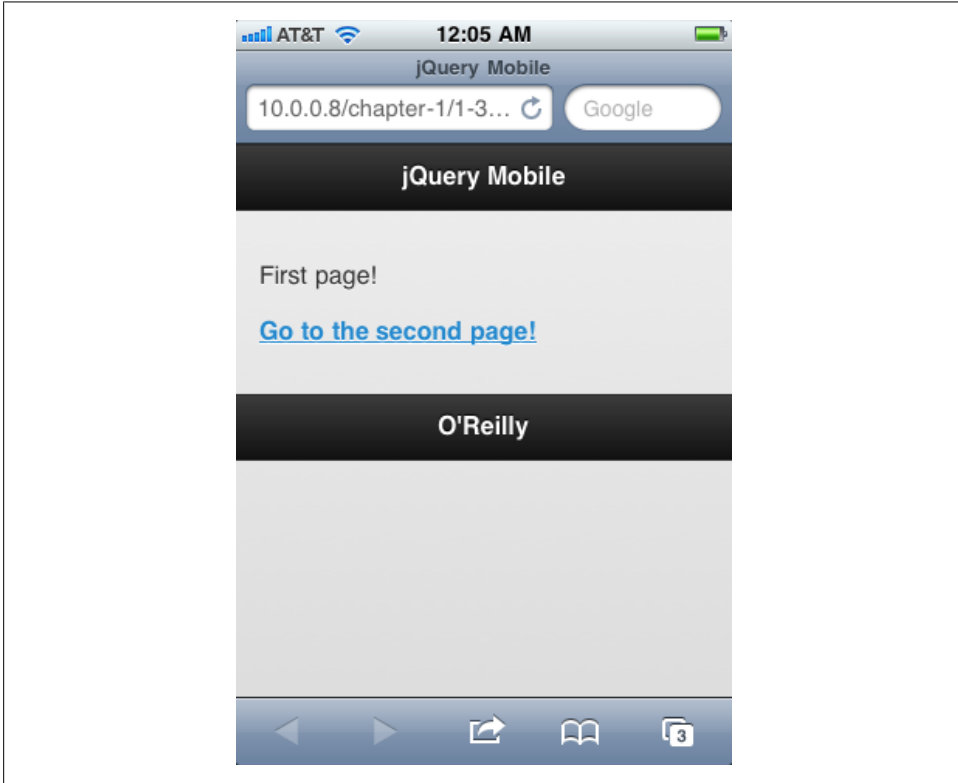 AT&T 12:05 AM
jQuery Mobile
10.0.0.8/chapter-1/1-3... Google
jQuery Mobile
First page!
Go to the second page!
O'Reilly
3